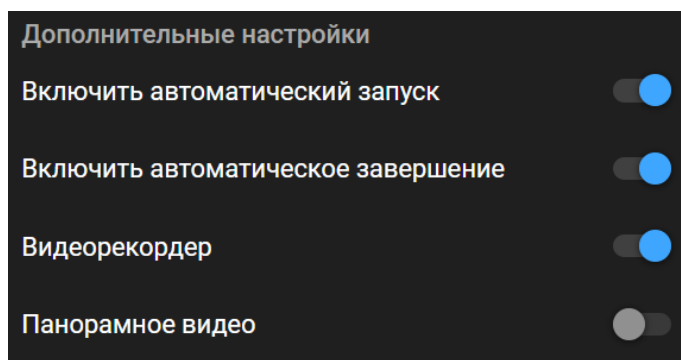 Дополнительные настройки
Включить автоматический запуск
Включить автоматическое завершение
Видеорекордер
Панорамное видео